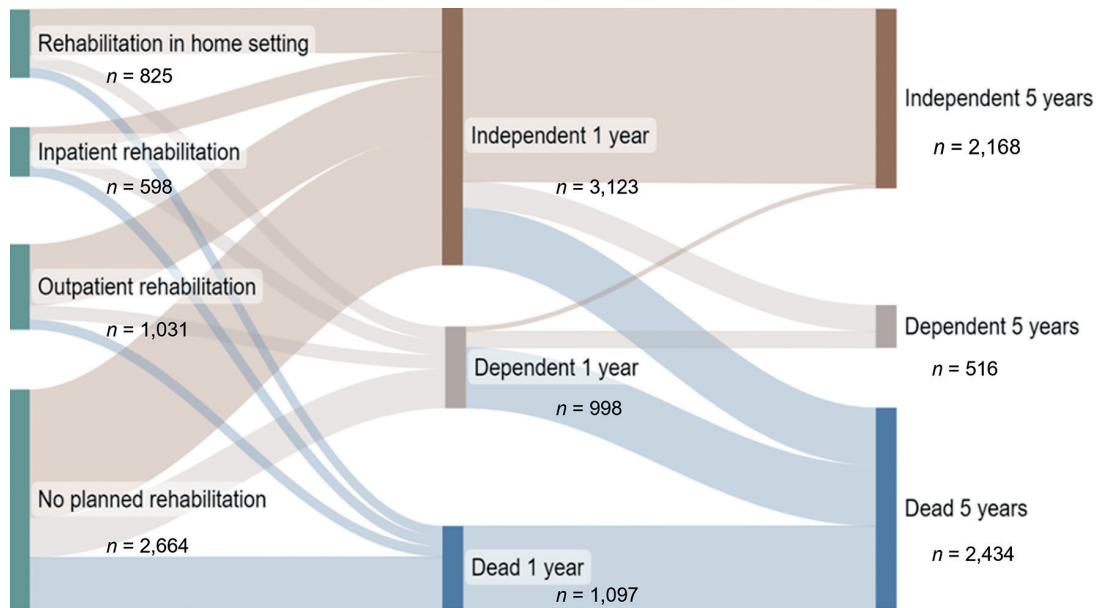 Rehabilitation in home setting
n = 825
Inpatient rehabilitation
n = 598
Outpatient rehabilitation
n = 1,031
No planned rehabilitation
n = 2,664
Independent 1 year
n = 3,123
Dependent 1 year
n = 998
Dead 1 year
n = 1,097
Independent 5 years
n = 2,168
Dependent 5 years
n = 516
Dead 5 years
n = 2,434